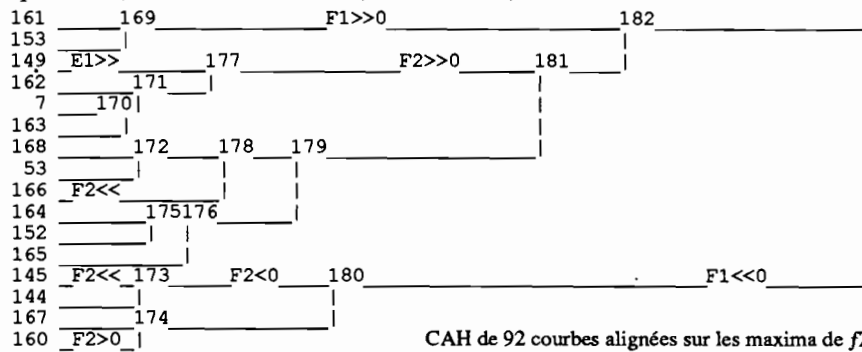 161 169 F1>>0 182
153
149 E1>> 177 F2>>0 181
162 171
7 170
163
168 172 178 179
53
166 F2<<
164 175176
152
165
145 F2<< 173 F2<0 180 F1<<0
144
167 174
160 F2>0 CAH de 92 courbes alignées sur les maxima de